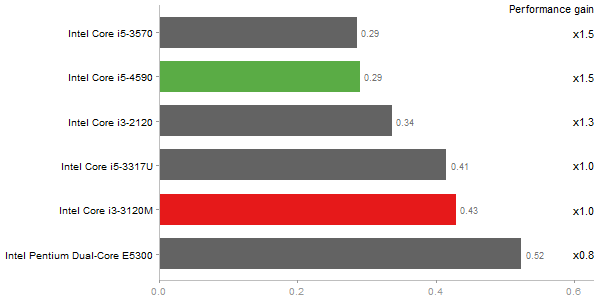 Performance gain
Intel Core i5-3570 0.29 x1.5
Intel Core i5-4590 0.29 x1.5
Intel Core i3-2120 0.34 x1.3
Intel Core i5-3317U 0.41 x1.0
Intel Core i3-3120M 0.43 x1.0
Intel Pentium Dual-Core E5300 0.52 x0.8
0.0 0.2 0.4 0.6